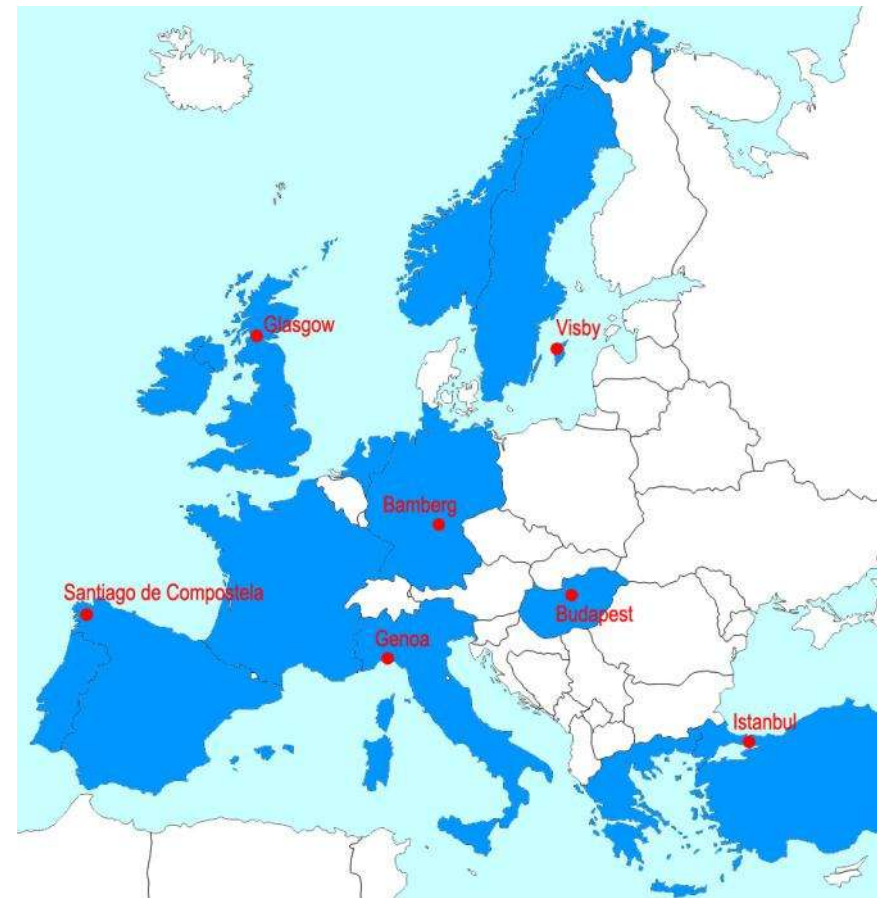 Glasgow
Visby
Bamberg
Santiago de Compostela
Budapest
Genoa
Istanbul